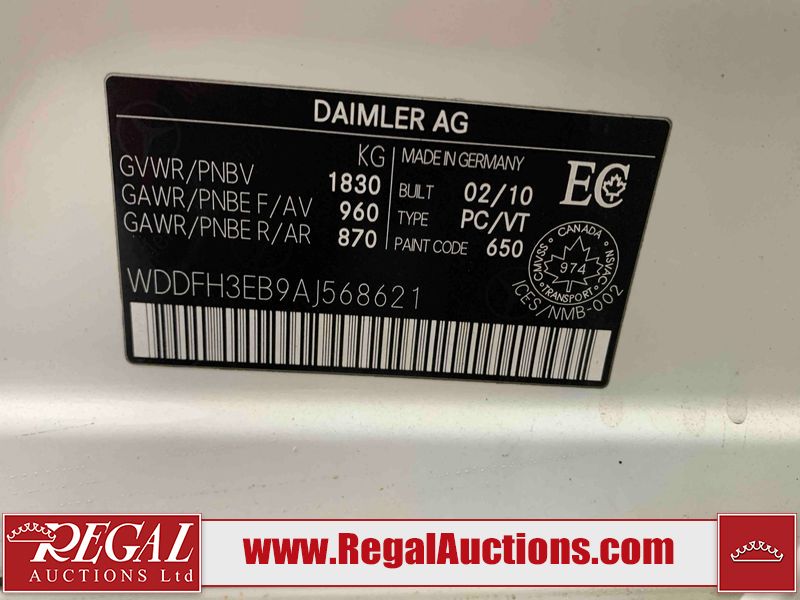 DAIMLER AG
KG
GVWR/PNBV 1830
GAWR/PNBE F/AV 960
GAWR/PNBE R/AR 870
MADE IN GERMANY
BUILT 02/10
TYPE PC/VT
PAINT CODE 650
EC
CANADA
CMVSS 974 NSVAC
TRANSPORT
ICES/NMB-002
WDDFH3EB9AJ568621
REGAL
AUCTIONS Ltd
www.RegalAuctions.com